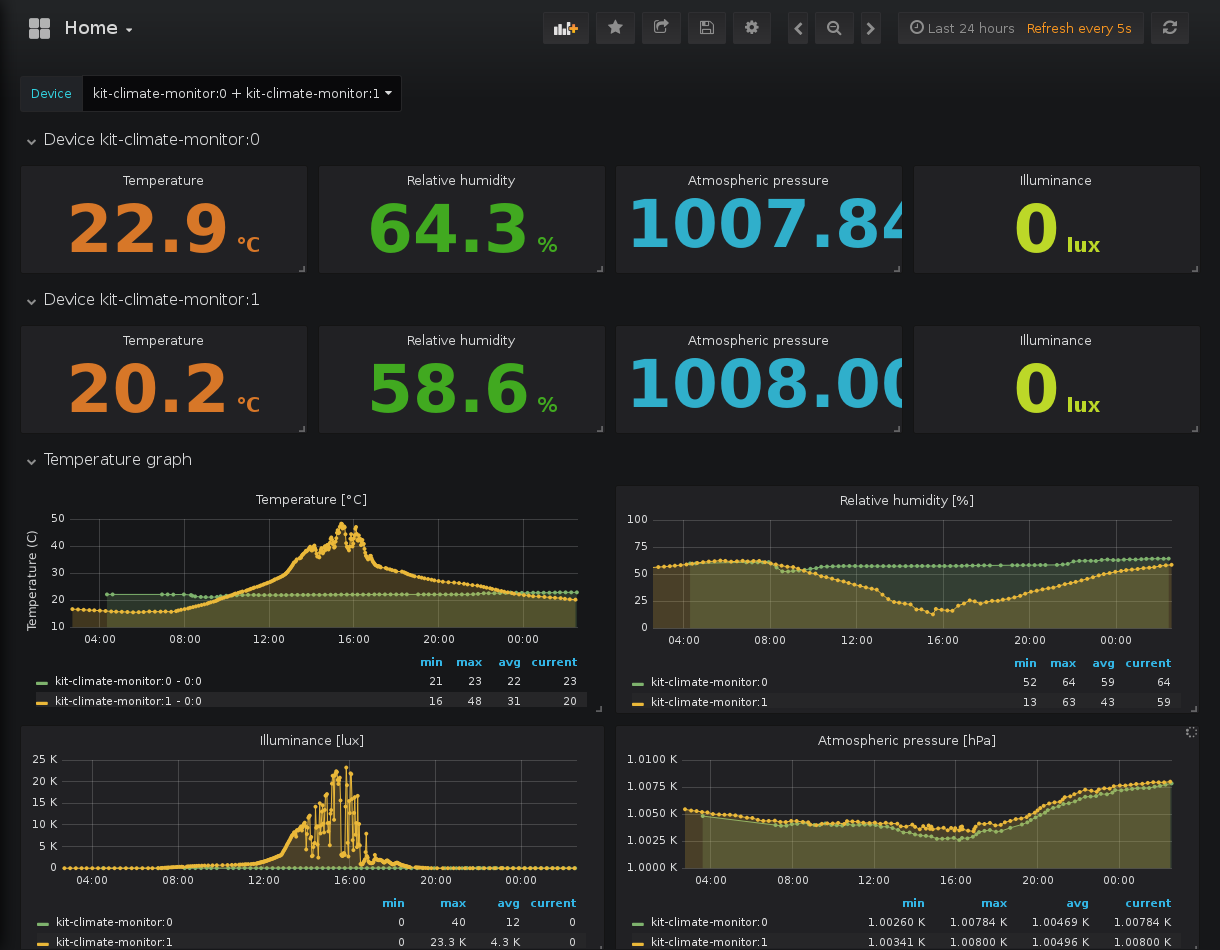 Home
Last 24 hours Refresh every 5s
Device kit-climate-monitor:0 + kit-climate-monitor:1
Device kit-climate-monitor:0
Temperature Relative humidity Atmospheric pressure Illuminance
22.9 °C 64.3 % 1007.84 0 lux
Device kit-climate-monitor:1
Temperature Relative humidity Atmospheric pressure Illuminance
20.2 °C 58.6 % 1008.00 0 lux
Temperature graph
Temperature [°C]
Temperature (C)
50
40
30
20
10
04:00 08:00 12:00 16:00 20:00 00:00
min max avg current
kit-climate-monitor:0 - 0:0 21 23 22 23
kit-climate-monitor:1 - 0:0 16 48 31 20
Relative humidity [%]
100
75
50
25
0
04:00 08:00 12:00 16:00 20:00 00:00
min max avg current
kit-climate-monitor:0 52 64 59 64
kit-climate-monitor:1 13 63 43 59
Illuminance [lux]
25 K
20 K
15 K
10 K
5 K
0
04:00 08:00 12:00 16:00 20:00 00:00
min max avg current
kit-climate-monitor:0 0 40 12 0
kit-climate-monitor:1 0 23.3 K 4.3 K 0
Atmospheric pressure [hPa]
1.0100 K
1.0075 K
1.0050 K
1.0025 K
1.0000 K
04:00 08:00 12:00 16:00 20:00 00:00
min max avg current
kit-climate-monitor:0 1.00260 K 1.00784 K 1.00469 K 1.00784 K
kit-climate-monitor:1 1.00341 K 1.00800 K 1.00496 K 1.00800 K